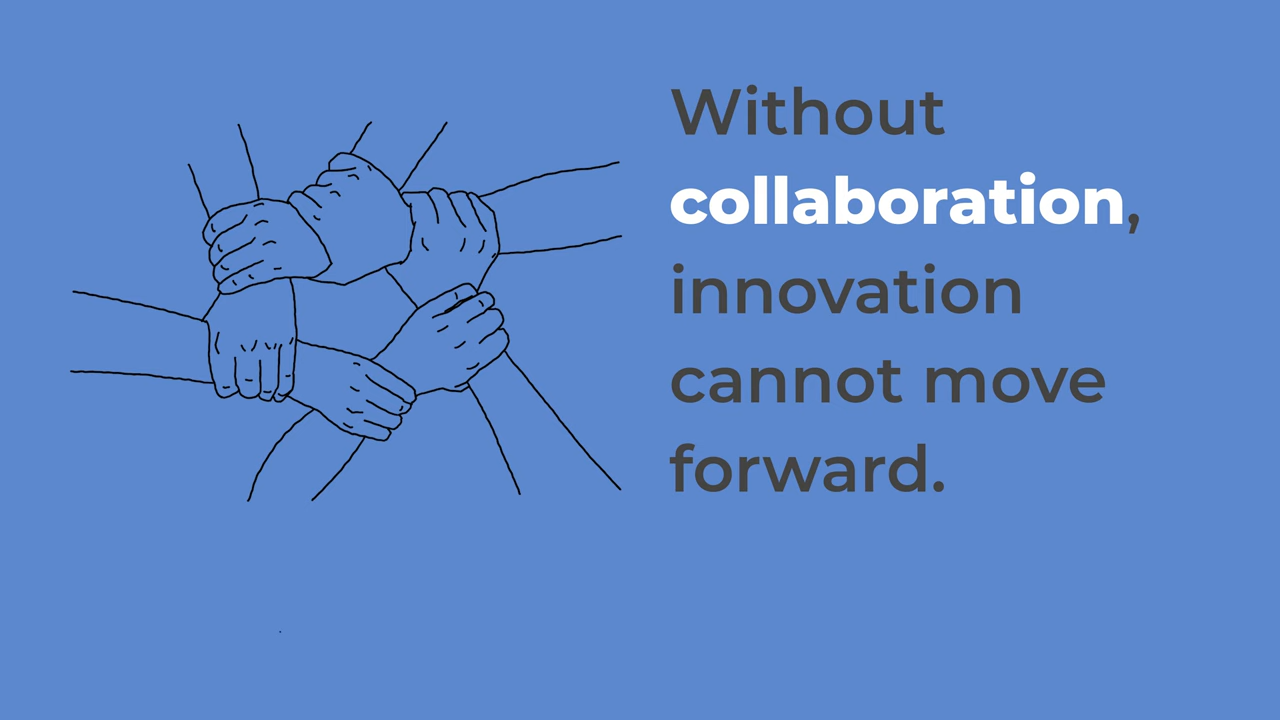 Without
collaboration,
innovation
cannot move
forward.